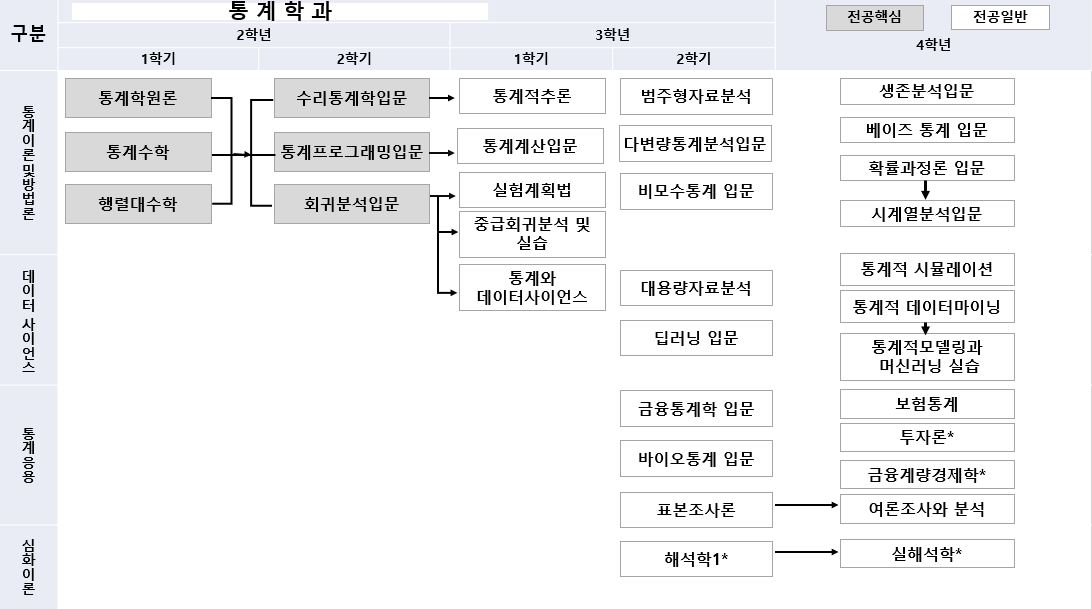 통계학과
전공핵심
전공일반
구분
2학년
3학년
4학년
1학기
2학기
1학기
2학기
통계이론및방법론
통계학원론
수리통계학입문
통계적추론
범주형자료분석
생존분석입문
통계수학
통계프로그래밍입문
통계계산입문
다변량통계분석입문
베이즈 통계 입문
행렬대수학
회귀분석입문
실험계획법
비모수통계 입문
확률과정론 입문
중급회귀분석 및
실습
시계열분석입문
데이터 사이언스
통계와
데이터사이언스
대용량자료분석
통계적 시뮬레이션
통계적 데이터마이닝
딥러닝 입문
통계적모델링과
머신러닝 실습
통계응용
금융통계학 입문
보험통계
투자론*
바이오통계 입문
금융계량경제학*
표본조사론
여론조사와 분석
심화이론
해석학1*
실해석학*